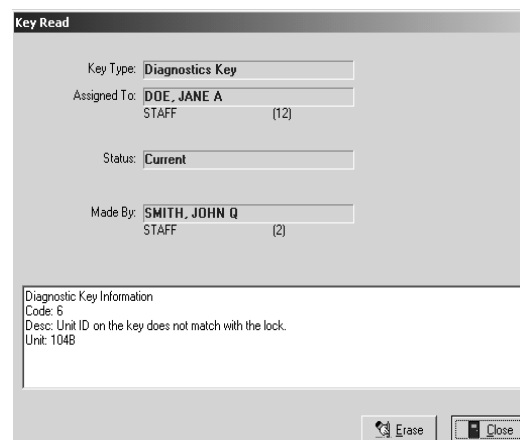 Key Read
Key Type: Diagnostics Key
Assigned To: DOE, JANE A
STAFF (12)
Status: Current
Made By: SMITH, JOHN Q
STAFF (2)
Diagnostic Key Information
Code: 6
Desc: Unit ID on the key does not match with the lock.
Unit: 104B
Erase Close